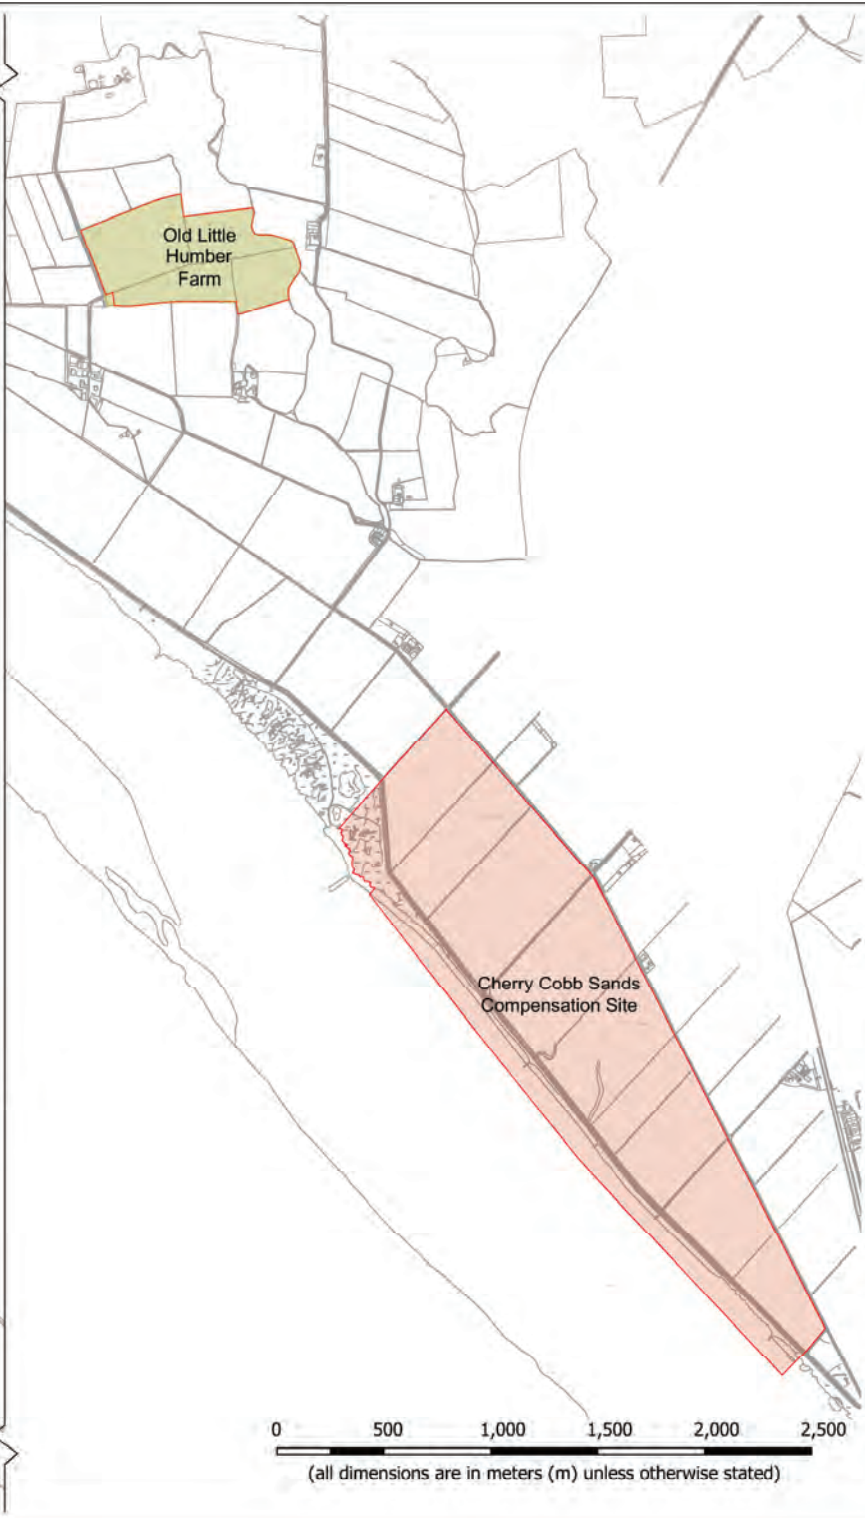 Old Little
Humber
Farm
Cherry Cobb Sands
Compensation Site
0 500 1,000 1,500 2,000 2,500
(all dimensions are in meters (m) unless otherwise stated)